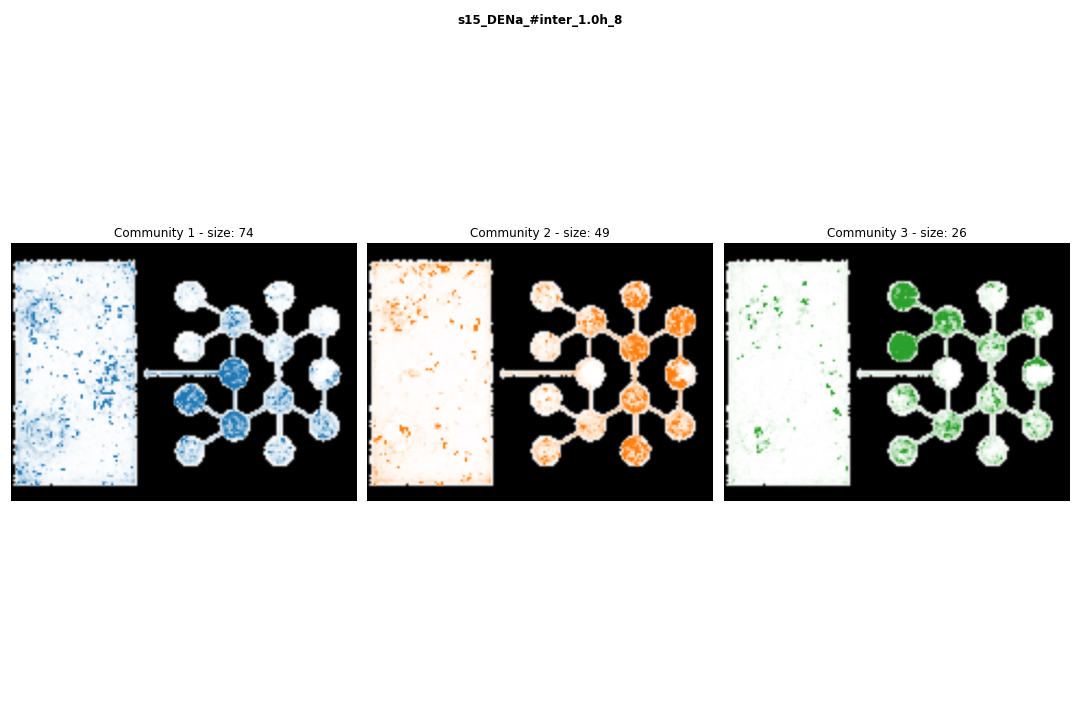 s15_DENa_#inter_1.0h_8
Community 1 - size: 74
Community 2 - size: 49
Community 3 - size: 26